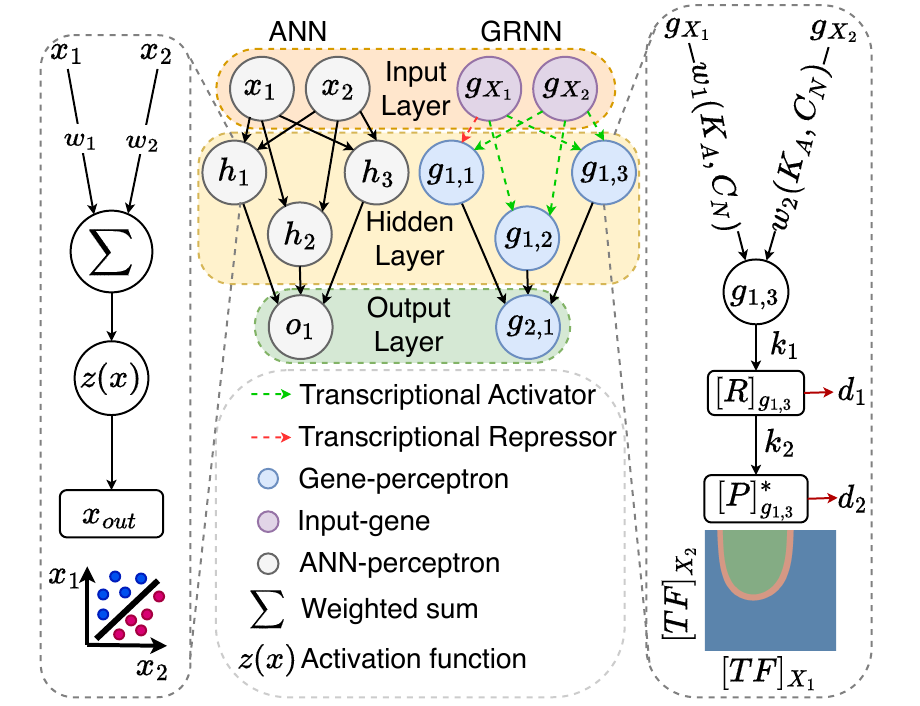 ANN
GRNN
x_1 x_2
w_1 w_2
∑
z(x)
x_{out}
x_1
x_2
Input
Layer
x_1 x_2
g_{X_1} g_{X_2}
h_1 h_3
g_{1,1} g_{1,3}
h_2
Hidden
Layer
g_{1,2}
o_1
Output
Layer
g_{2,1}
Transcriptional Activator
Transcriptional Repressor
Gene-perceptron
Input-gene
ANN-perceptron
∑ Weighted sum
z(x) Activation function
g_{X_1} g_{X_2}
w_1(K_A, C_N)
w_2(K_A, C_N)
g_{1,3}
k_1
[R]_{g_{1,3}} d_1
k_2
[P]^*_{g_{1,3}} d_2
[TF]_{X_2}
[TF]_{X_1}